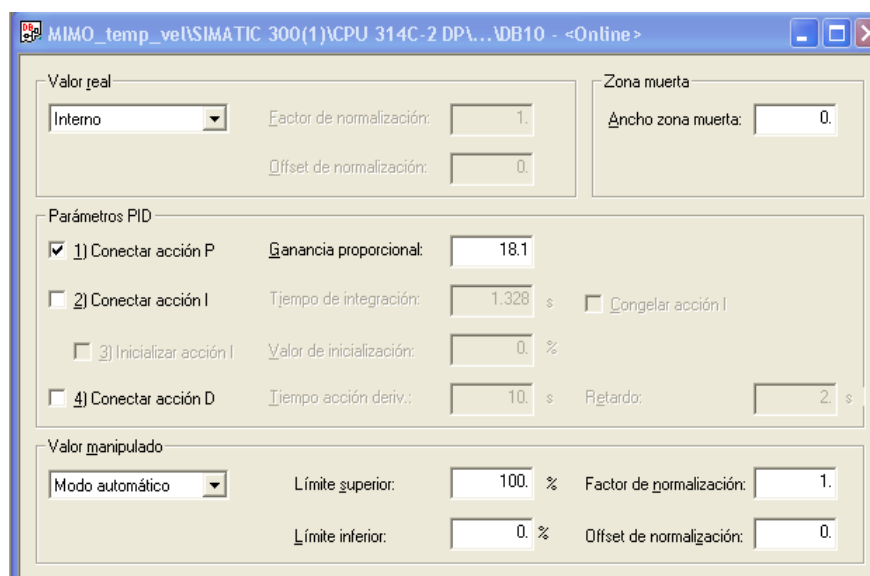 MIMO_temp_vel\SIMATIC 300(1)\CPU 314C-2 DP\...\DB10 - <Online>
Valor real
Zona muerta
Interno Factor de normalización: 1. Ancho zona muerta: 0.
Offset de normalización: 0.
Parámetros PID
1) Conectar acción P Ganancia proporcional: 18.1
2) Conectar acción I Tiempo de integración: 1.328 s Congelar acción I
3) Inicializar acción I Valor de inicialización: 0. %
4) Conectar acción D Tiempo acción deriv.: 10. s Retardo: 2. s
Valor manipulado
Modo automático Límite superior: 100. % Factor de normalización: 1.
Límite inferior: 0. % Offset de normalización: 0.